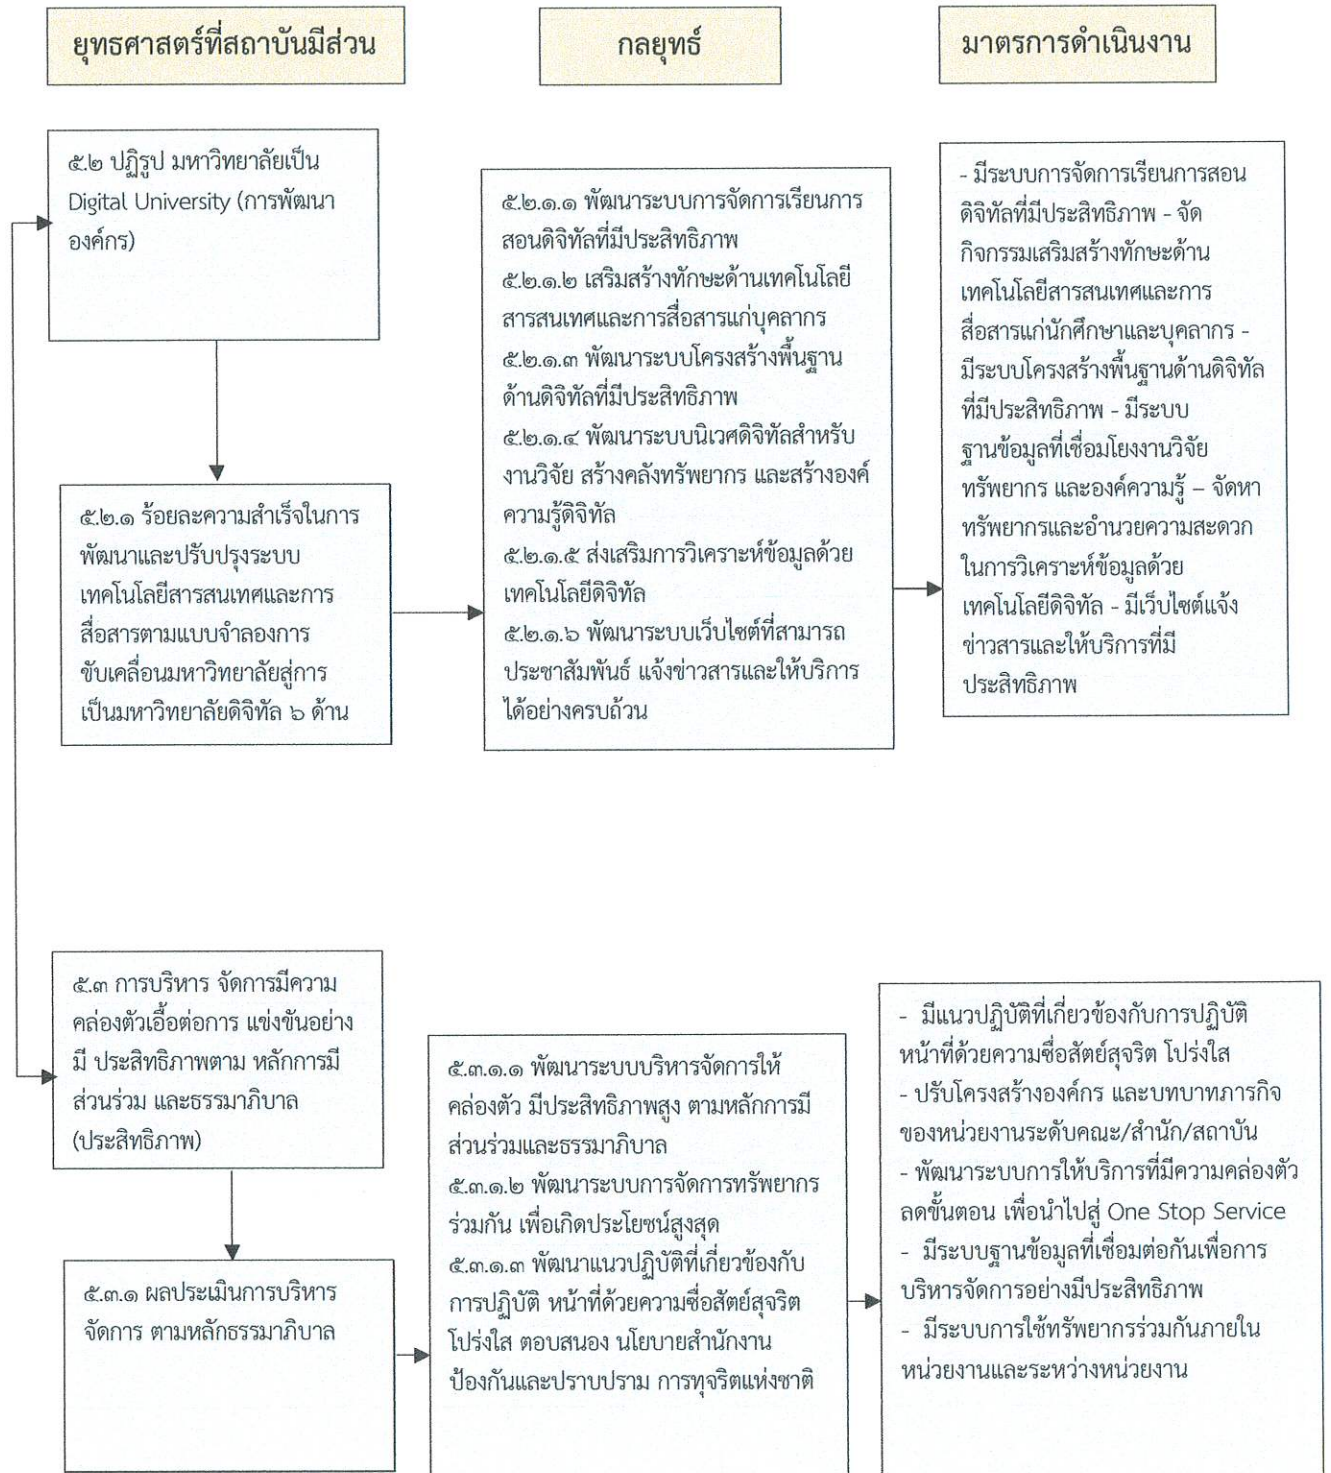 ยุทธศาสตร์ที่สถาบันมีส่วน
กลยุทธ์
มาตรการดำเนินงาน
๕.๒ ปฏิรูป มหาวิทยาลัยเป็น
Digital University (การพัฒนา
องค์กร)
๕.๒.๑ ร้อยละความสำเร็จในการ
พัฒนาและปรับปรุงระบบ
เทคโนโลยีสารสนเทศและการ
สื่อสารตามแบบจำลองการ
ขับเคลื่อนมหาวิทยาลัยสู่การ
เป็นมหาวิทยาลัยดิจิทัล ๖ ด้าน
๕.๒.๑.๑ พัฒนาระบบการจัดการเรียนการ
สอนดิจิทัลที่มีประสิทธิภาพ
๕.๒.๑.๒ เสริมสร้างทักษะด้านเทคโนโลยี
สารสนเทศและการสื่อสารแก่บุคลากร
๕.๒.๑.๓ พัฒนาระบบโครงสร้างพื้นฐาน
ด้านดิจิทัลที่มีประสิทธิภาพ
๕.๒.๑.๔ พัฒนาระบบนิเวศดิจิทัลสำหรับ
งานวิจัย สร้างคลังทรัพยากร และสร้างองค์
ความรู้ดิจิทัล
๕.๒.๑.๕ ส่งเสริมการวิเคราะห์ข้อมูลด้วย
เทคโนโลยีดิจิทัล
๕.๒.๑.๖ พัฒนาระบบเว็บไซต์ที่สามารถ
ประชาสัมพันธ์ แจ้งข่าวสารและให้บริการ
ได้อย่างครบถ้วน
- มีระบบการจัดการเรียนการสอน
ดิจิทัลที่มีประสิทธิภาพ - จัด
กิจกรรมเสริมสร้างทักษะด้าน
เทคโนโลยีสารสนเทศและการ
สื่อสารแก่นักศึกษาและบุคลากร -
มีระบบโครงสร้างพื้นฐานด้านดิจิทัล
ที่มีประสิทธิภาพ - มีระบบ
ฐานข้อมูลที่เชื่อมโยงงานวิจัย
ทรัพยากร และองค์ความรู้ – จัดหา
ทรัพยากรและอำนวยความสะดวก
ในการวิเคราะห์ข้อมูลด้วย
เทคโนโลยีดิจิทัล - มีเว็บไซต์แจ้ง
ข่าวสารและให้บริการที่มี
ประสิทธิภาพ
๕.๓ การบริหาร จัดการมีความ
คล่องตัวเอื้อต่อการ แข่งขันอย่าง
มี ประสิทธิภาพตาม หลักการมี
ส่วนร่วม และธรรมาภิบาล
(ประสิทธิภาพ)
๕.๓.๑ ผลประเมินการบริหาร
จัดการ ตามหลักธรรมาภิบาล
๕.๓.๑.๑ พัฒนาระบบบริหารจัดการให้
คล่องตัว มีประสิทธิภาพสูง ตามหลักการมี
ส่วนร่วมและธรรมาภิบาล
๕.๓.๑.๒ พัฒนาระบบการจัดการทรัพยากร
ร่วมกัน เพื่อเกิดประโยชน์สูงสุด
๕.๓.๑.๓ พัฒนาแนวปฏิบัติที่เกี่ยวข้องกับ
การปฏิบัติ หน้าที่ด้วยความซื่อสัตย์สุจริต
โปร่งใส ตอบสนอง นโยบายสำนักงาน
ป้องกันและปราบปราม การทุจริตแห่งชาติ
- มีแนวปฏิบัติที่เกี่ยวข้องกับการปฏิบัติ
หน้าที่ด้วยความซื่อสัตย์สุจริต โปร่งใส
- ปรับโครงสร้างองค์กร และบทบาทภารกิจ
ของหน่วยงานระดับคณะ/สำนัก/สถาบัน
- พัฒนาระบบการให้บริการที่มีความคล่องตัว
ลดขั้นตอน เพื่อนำไปสู่ One Stop Service
- มีระบบฐานข้อมูลที่เชื่อมต่อกันเพื่อการ
บริหารจัดการอย่างมีประสิทธิภาพ
- มีระบบการใช้ทรัพยากรร่วมกันภายใน
หน่วยงานและระหว่างหน่วยงาน